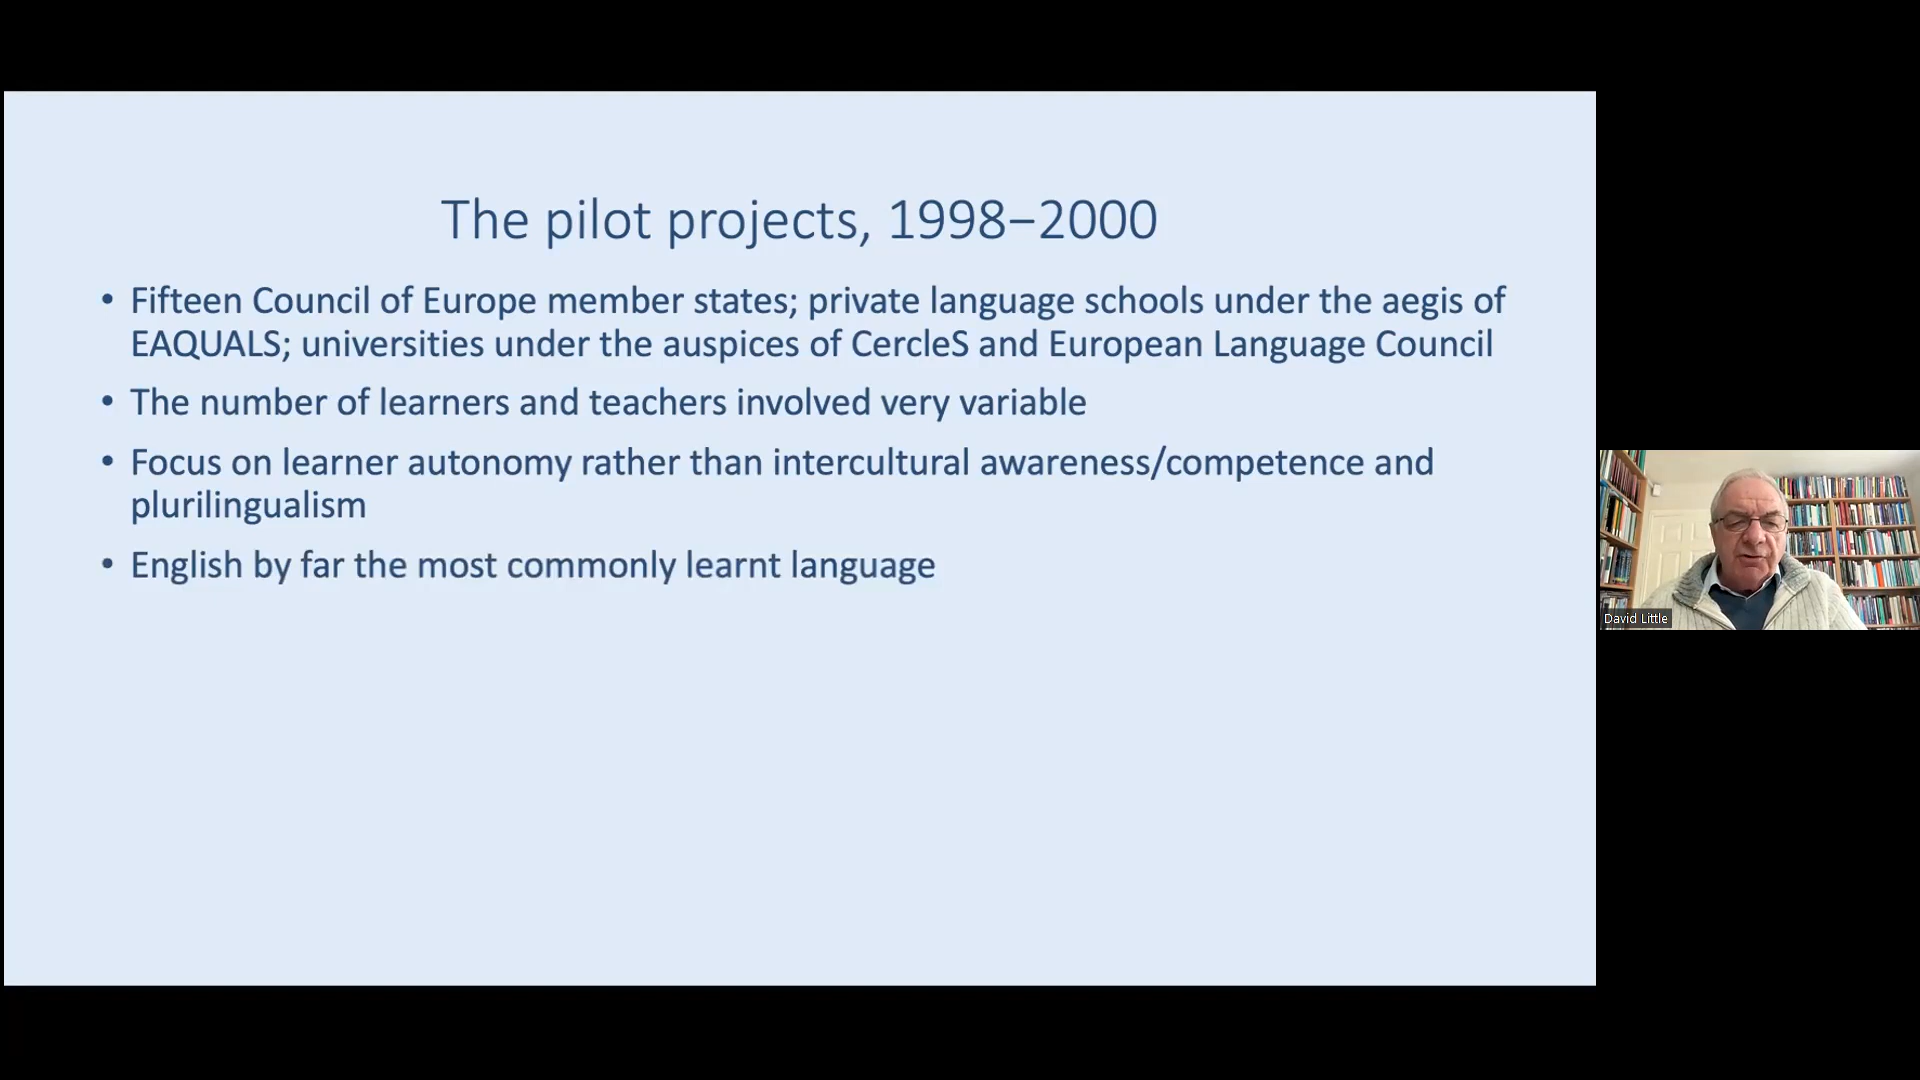 The pilot projects, 1998–2000
• Fifteen Council of Europe member states; private language schools under the aegis of
EAQUALS; universities under the auspices of CercleS and European Language Council
• The number of learners and teachers involved very variable
• Focus on learner autonomy rather than intercultural awareness/competence and
plurilingualism
• English by far the most commonly learnt language
David Little